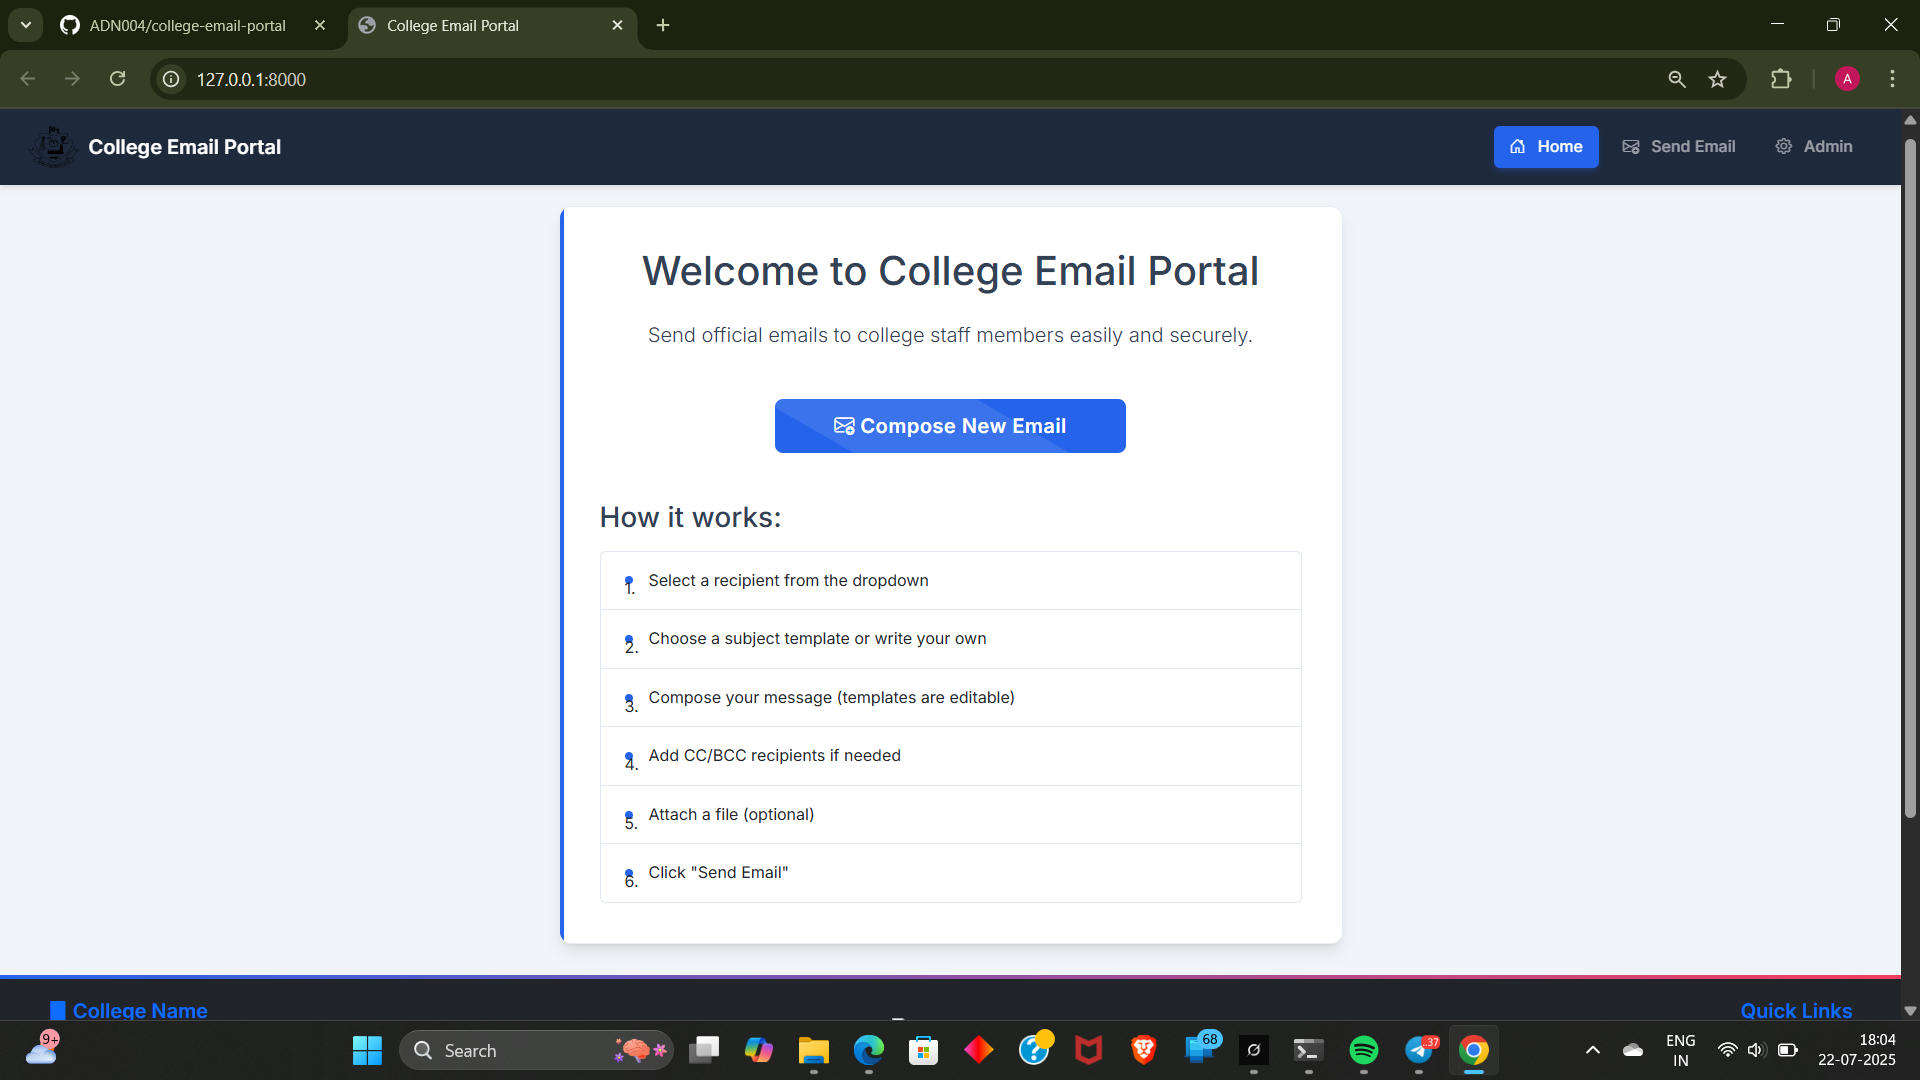 ADN004/college-email-portal
College Email Portal
127.0.0.1:8000
A
College Email Portal
Home
Send Email
Admin
Welcome to College Email Portal
Send official emails to college staff members easily and securely.
Compose New Email
How it works:
1. Select a recipient from the dropdown
2. Choose a subject template or write your own
3. Compose your message (templates are editable)
4. Add CC/BCC recipients if needed
5. Attach a file (optional)
6. Click "Send Email"
College Name
Quick Links
9+
Search
68
37
ENG
IN
18:04
22-07-2025